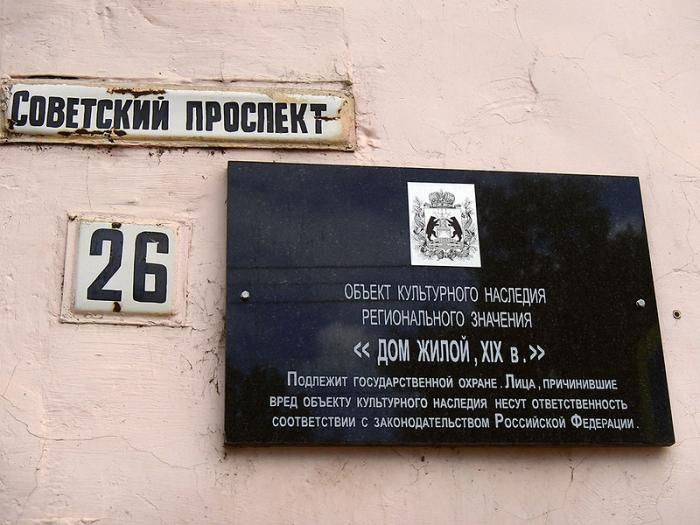 Советский проспект
26
ОБЪЕКТ КУЛЬТУРНОГО НАСЛЕДИЯ
РЕГИОНАЛЬНОГО ЗНАЧЕНИЯ
« ДОМ ЖИЛОЙ, XIX в. »
Подлежит государственной охране. Лица, причинившие
вред объекту культурного наследия несут ответственность
соответствии с законодательством Российской Федерации.